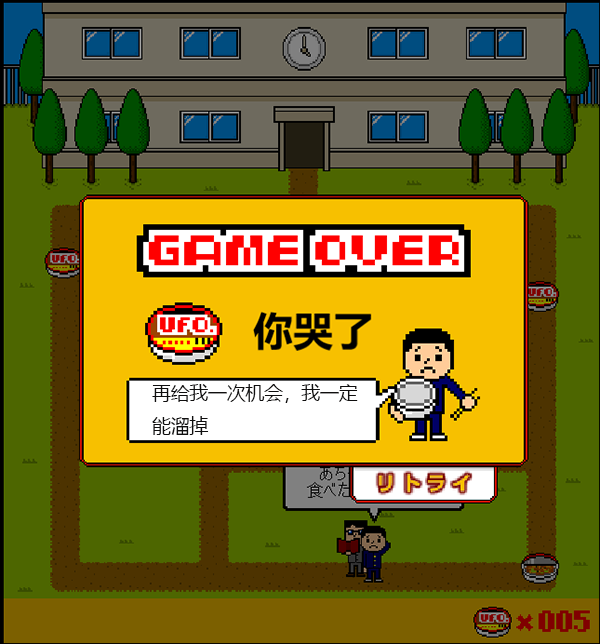 GAME OVER
U.F.O.
U.F.O.
U.F.O.
你哭了
再给我一次机会，我一定
能溜掉
あち
食べた
リトライ
U.F.O.
×005